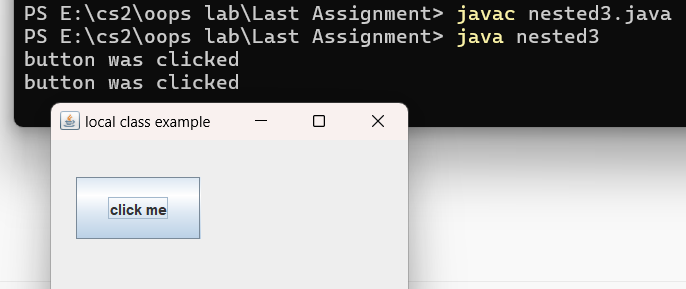 PS E:\cs2\oops lab\Last Assignment> javac nested3.java
PS E:\cs2\oops lab\Last Assignment> java nested3
button was clicked
button was clicked
local class example
click me